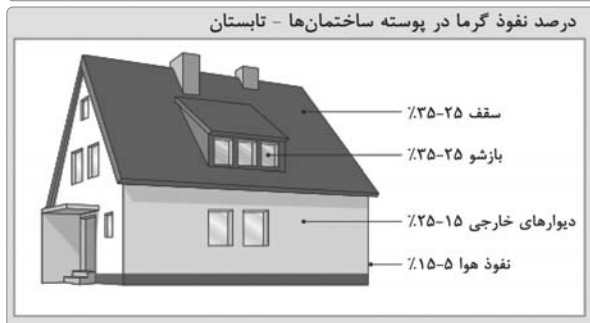 درصد نفوذ گرما در پوسته ساختمان‌ها - تابستان
سقف ۲۵-۳۵٪
بازشو ۲۵-۳۵٪
دیوارهای خارجی ۱۵-۲۵٪
نفوذ هوا ۵-۱۵٪